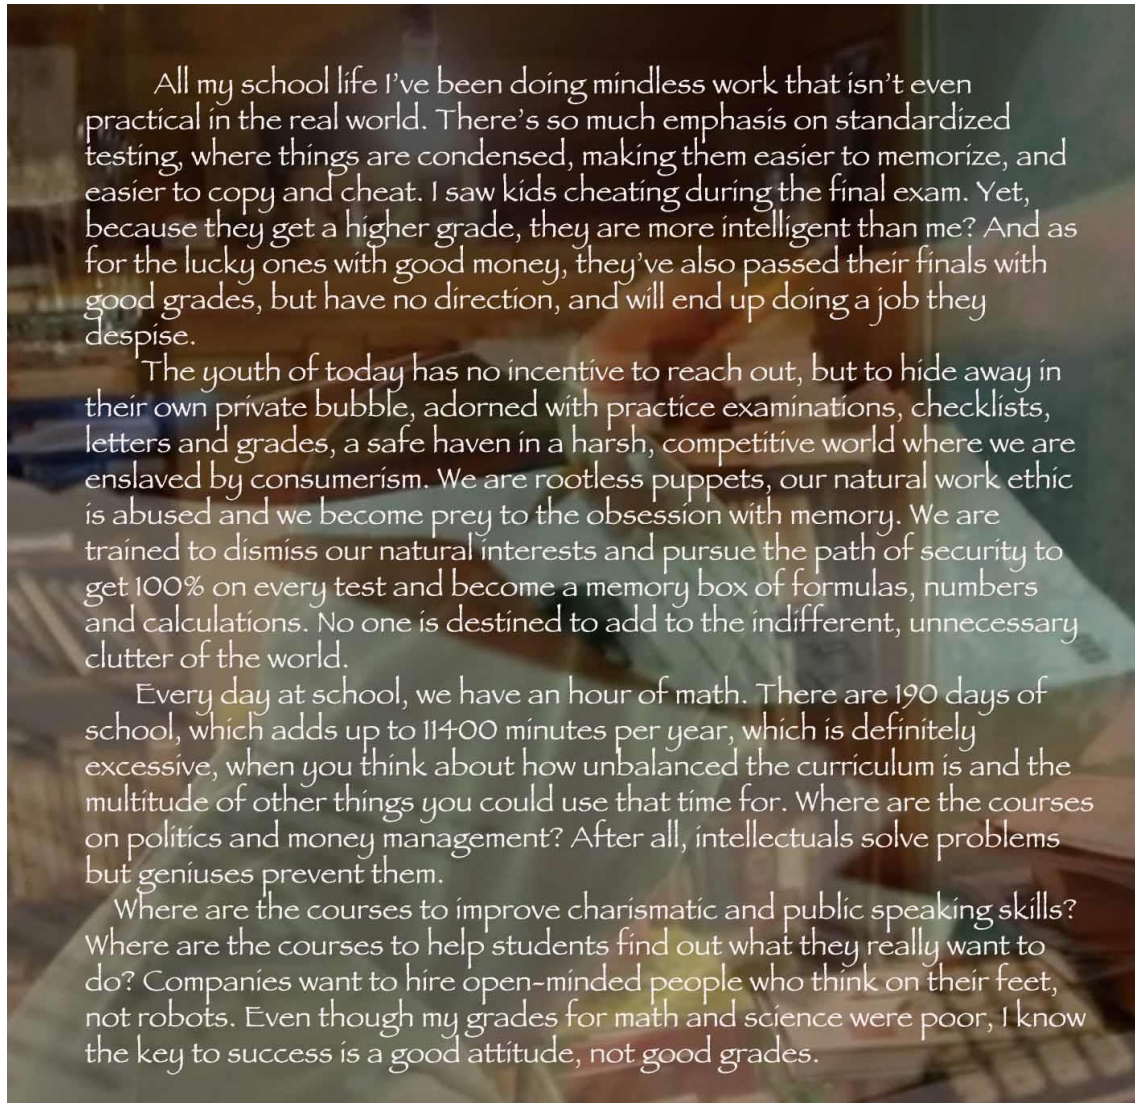 All my school life I've been doing mindless work that isn't even
practical in the real world. There's so much emphasis on standardized
testing, where things are condensed, making them easier to memorize, and
easier to copy and cheat. I saw kids cheating during the final exam. Yet,
because they get a higher grade, they are more intelligent than me? And as
for the lucky ones with good money, they've also passed their finals with
good grades, but have no direction, and will end up doing a job they
despise.
The youth of today has no incentive to reach out, but to hide away in
their own private bubble, adorned with practice examinations, checklists,
letters and grades, a safe haven in a harsh, competitive world where we are
enslaved by consumerism. We are rootless puppets, our natural work ethic
is abused and we become prey to the obsession with memory. We are
trained to dismiss our natural interests and pursue the path of security to
get 100% on every test and become a memory box of formulas, numbers
and calculations. No one is destined to add to the indifferent, unnecessary
clutter of the world.
Every day at school, we have an hour of math. There are 190 days of
school, which adds up to 11400 minutes per year, which is definitely
excessive, when you think about how unbalanced the curriculum is and the
multitude of other things you could use that time for. Where are the courses
on politics and money management? After all, intellectuals solve problems
but geniuses prevent them.
Where are the courses to improve charismatic and public speaking skills?
Where are the courses to help students find out what they really want to
do? Companies want to hire open-minded people who think on their feet,
not robots. Even though my grades for math and science were poor, I know
the key to success is a good attitude, not good grades.